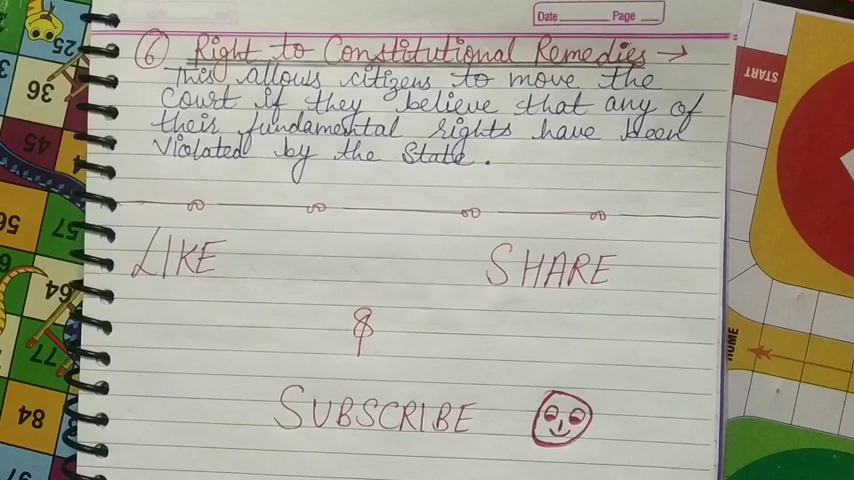 Date Page
6 Right to Constitutional Remedies →
This allows citizens to move the
Court if they believe that any of
their fundamental rights have been
violated by the State.
LIKE SHARE
&
SUBSCRIBE
25
36
45
56
57
64
77
84
START
HOME